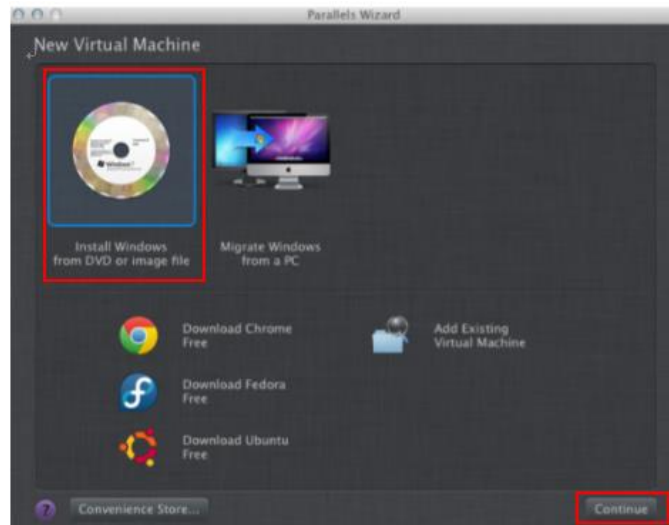 Parallels Wizard
New Virtual Machine
Install Windows
from DVD or image file
Migrate Windows
from a PC
Download Chrome
Free
Add Existing
Virtual Machine
Download Fedora
Free
Download Ubuntu
Free
?
Convenience Store...
Continue